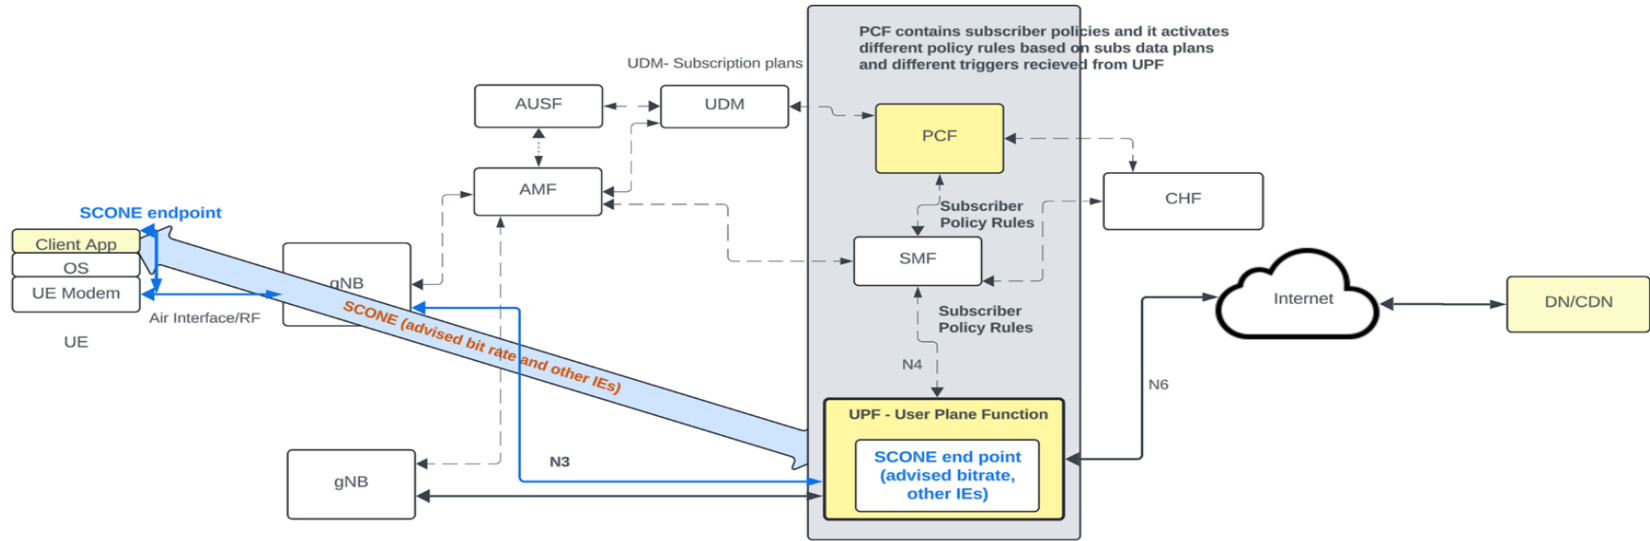 PCF contains subscriber policies and it activates
different policy rules based on subs data plans
and different triggers recieved from UPF
UDM- Subscription plans
AUSF
UDM
PCF
AMF
CHF
SCONE endpoint
Subscriber
Policy Rules
Client App
OS
UE Modem
UE
Air Interface/RF
gNB
SCONE (advised bit rate and other IEs)
SMF
Subscriber
Policy Rules
N4
Internet
DN/CDN
N6
UPF - User Plane Function
SCONE end point
(advised bitrate,
other IEs)
N3
gNB